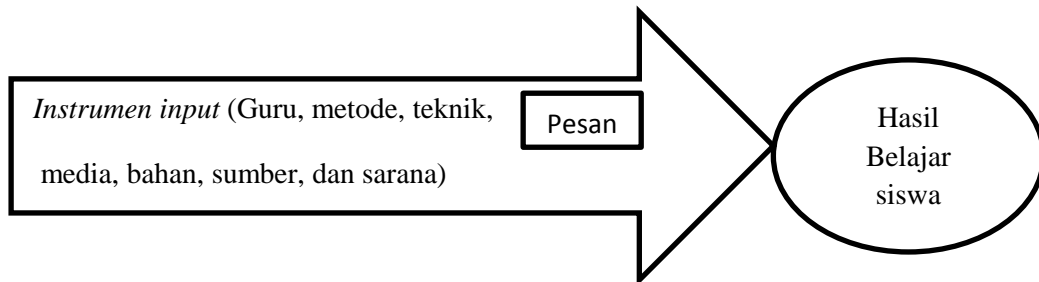 Instrumen input (Guru, metode, teknik,
media, bahan, sumber, dan sarana)
Pesan
Hasil
Belajar
siswa